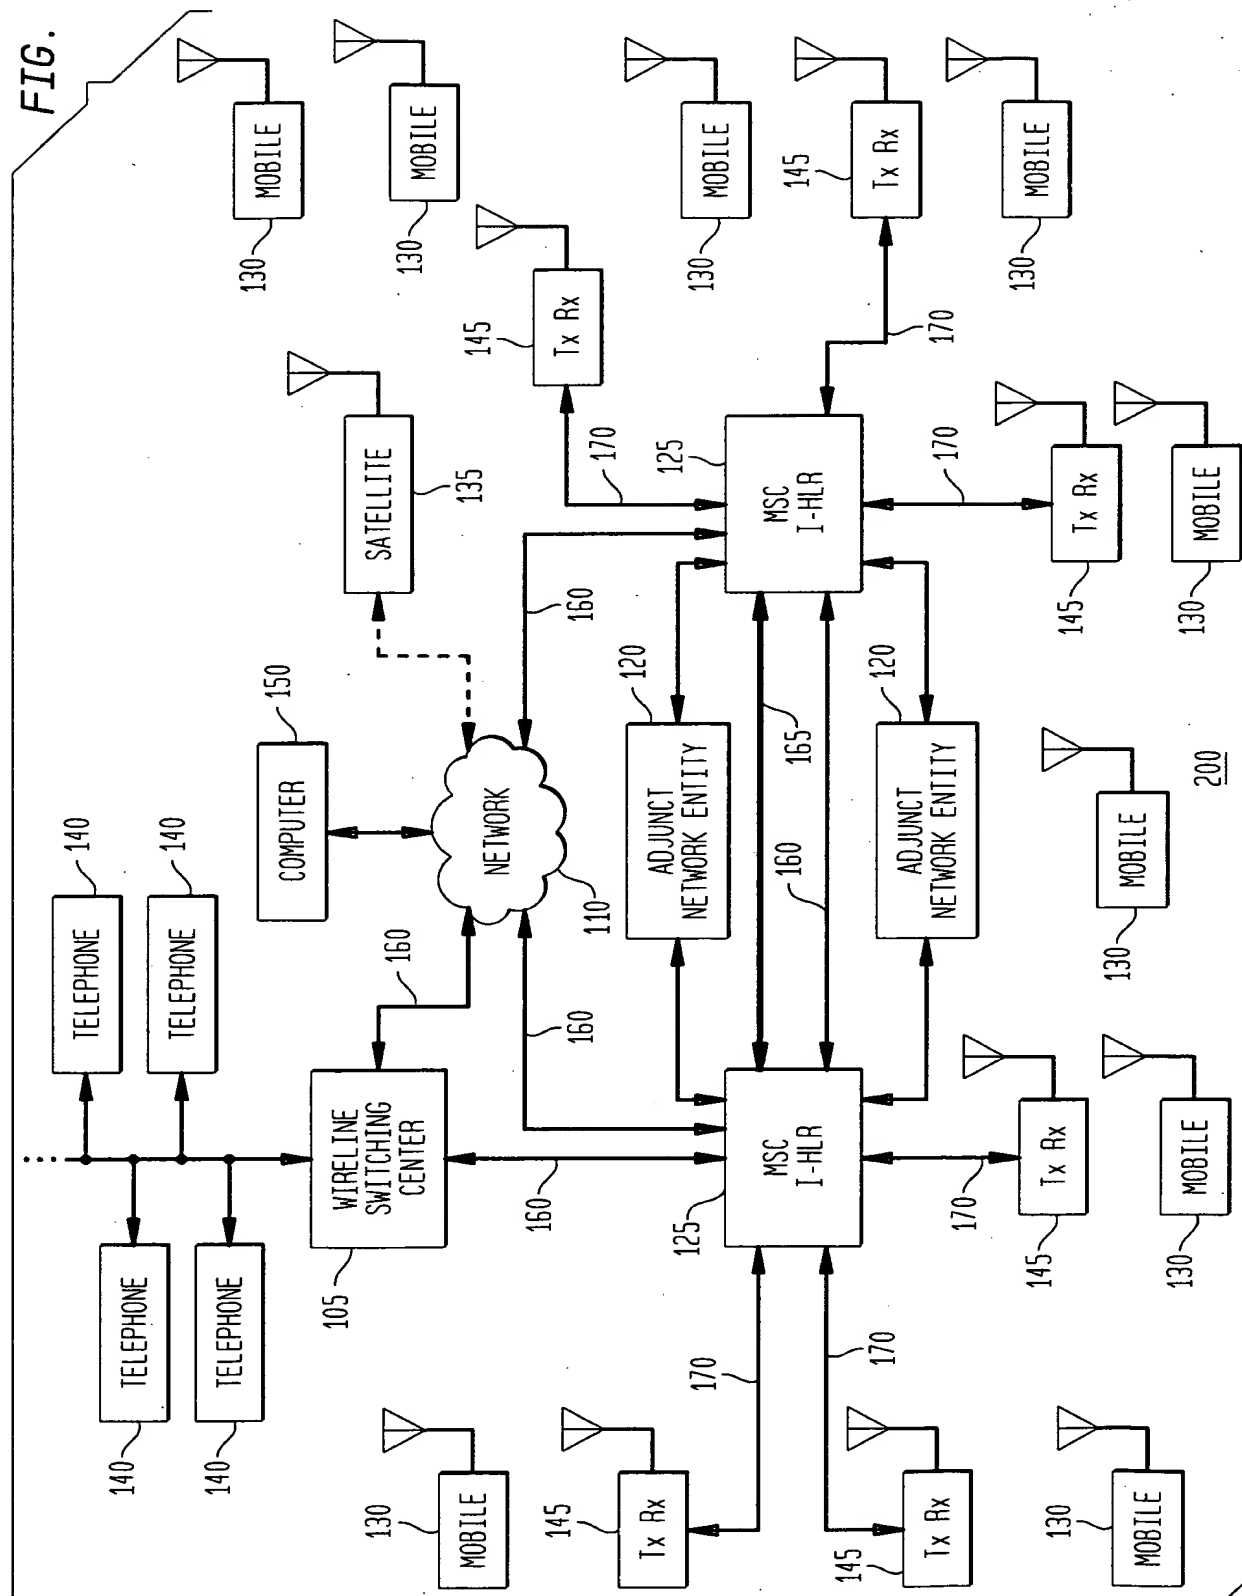 FIG.
TELEPHONE
140
TELEPHONE
140
140
TELEPHONE
140
TELEPHONE
130
MOBILE
COMPUTER
150
105
WIRELINE
SWITCHING
CENTER
160
SATELLITE
135
130
MOBILE
130
MOBILE
NETWORK
110
160
160
160
145
Tx Rx
145
Tx Rx
170
170
ADJUNCT
NETWORK ENTITY
120
125
MSC
I-HLR
125
MSC
I-HLR
165
160
130
MOBILE
145
Tx Rx
170
170
145
Tx Rx
ADJUNCT
NETWORK ENTITY
120
170
170
130
MOBILE
145
Tx Rx
145
Tx Rx
130
MOBILE
130
MOBILE
130
MOBILE
130
MOBILE
200